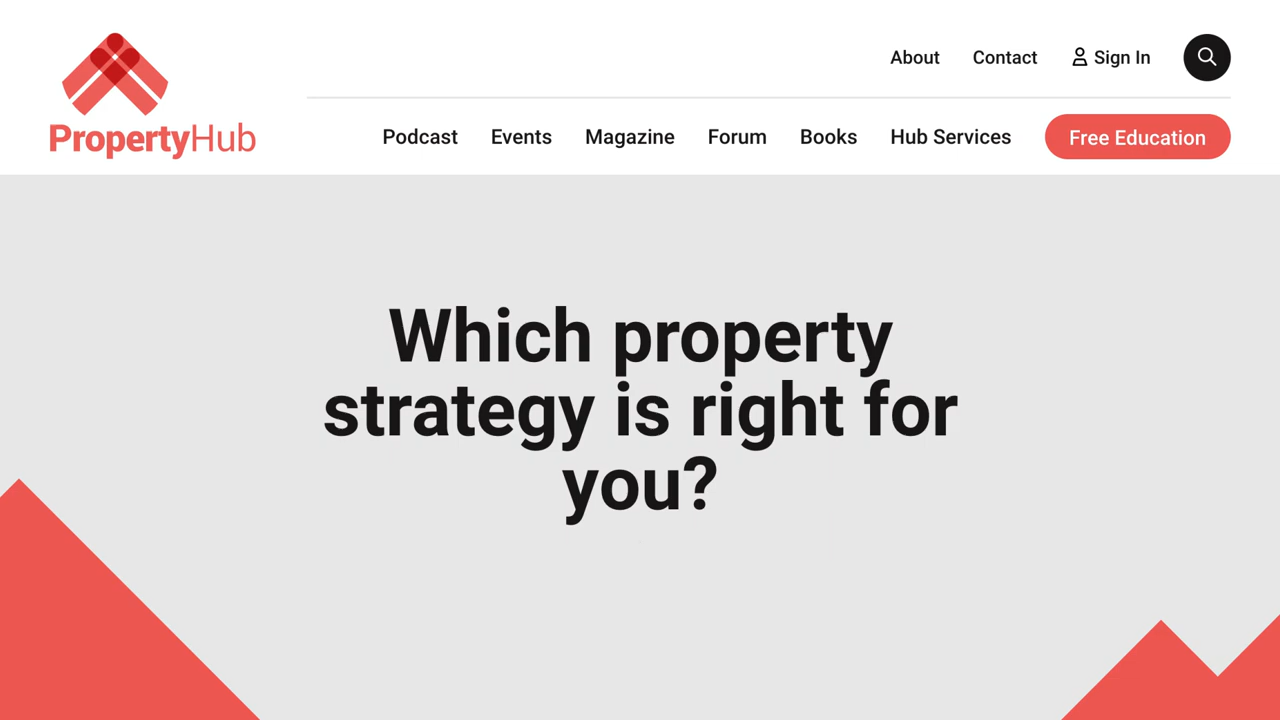 About Contact Sign In
PropertyHub
Podcast Events Magazine Forum Books Hub Services Free Education
Which property
strategy is right for
you?